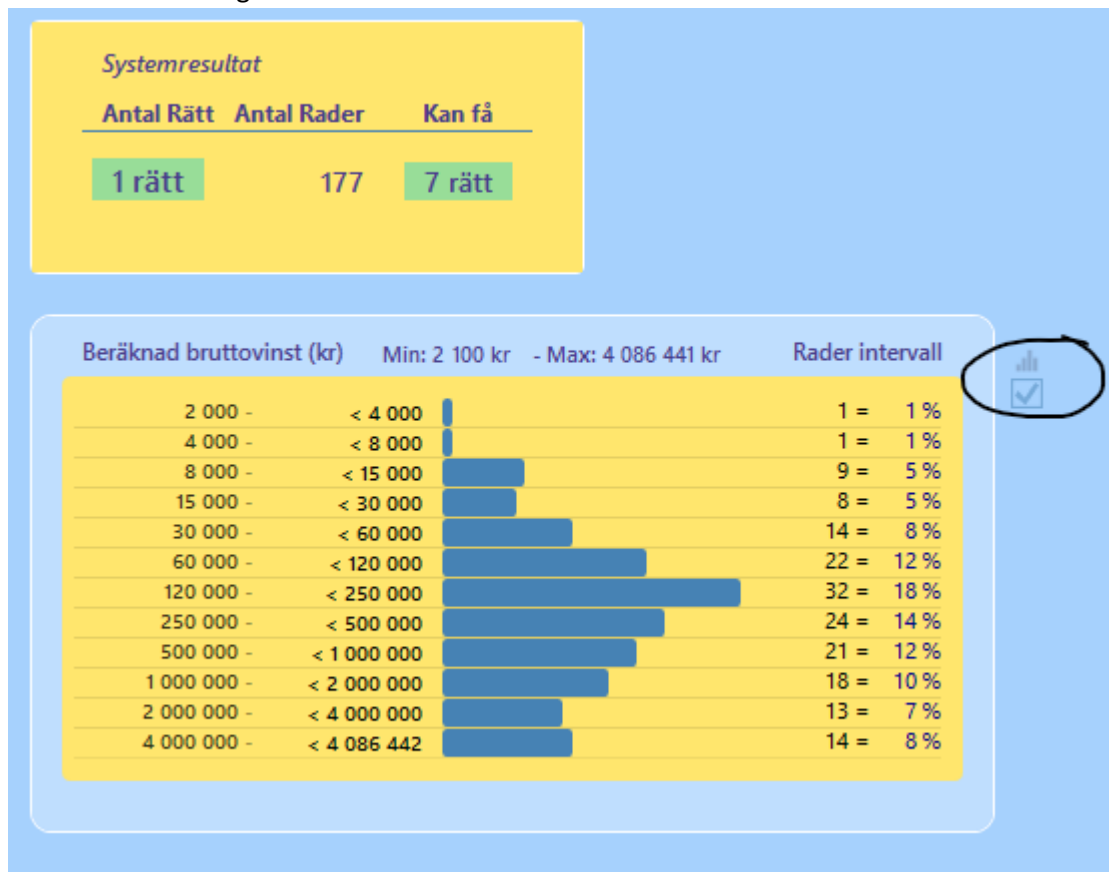 Systemresultat
Antal Rätt Antal Rader Kan få
1 rätt 177 7 rätt
Beräknad bruttovinst (kr) Min: 2 100 kr - Max: 4 086 441 kr Rader intervall
2 000 - < 4 000 1 = 1 %
4 000 - < 8 000 1 = 1 %
8 000 - < 15 000 9 = 5 %
15 000 - < 30 000 8 = 5 %
30 000 - < 60 000 14 = 8 %
60 000 - < 120 000 22 = 12 %
120 000 - < 250 000 32 = 18 %
250 000 - < 500 000 24 = 14 %
500 000 - < 1 000 000 21 = 12 %
1 000 000 - < 2 000 000 18 = 10 %
2 000 000 - < 4 000 000 13 = 7 %
4 000 000 - < 4 086 442 14 = 8 %